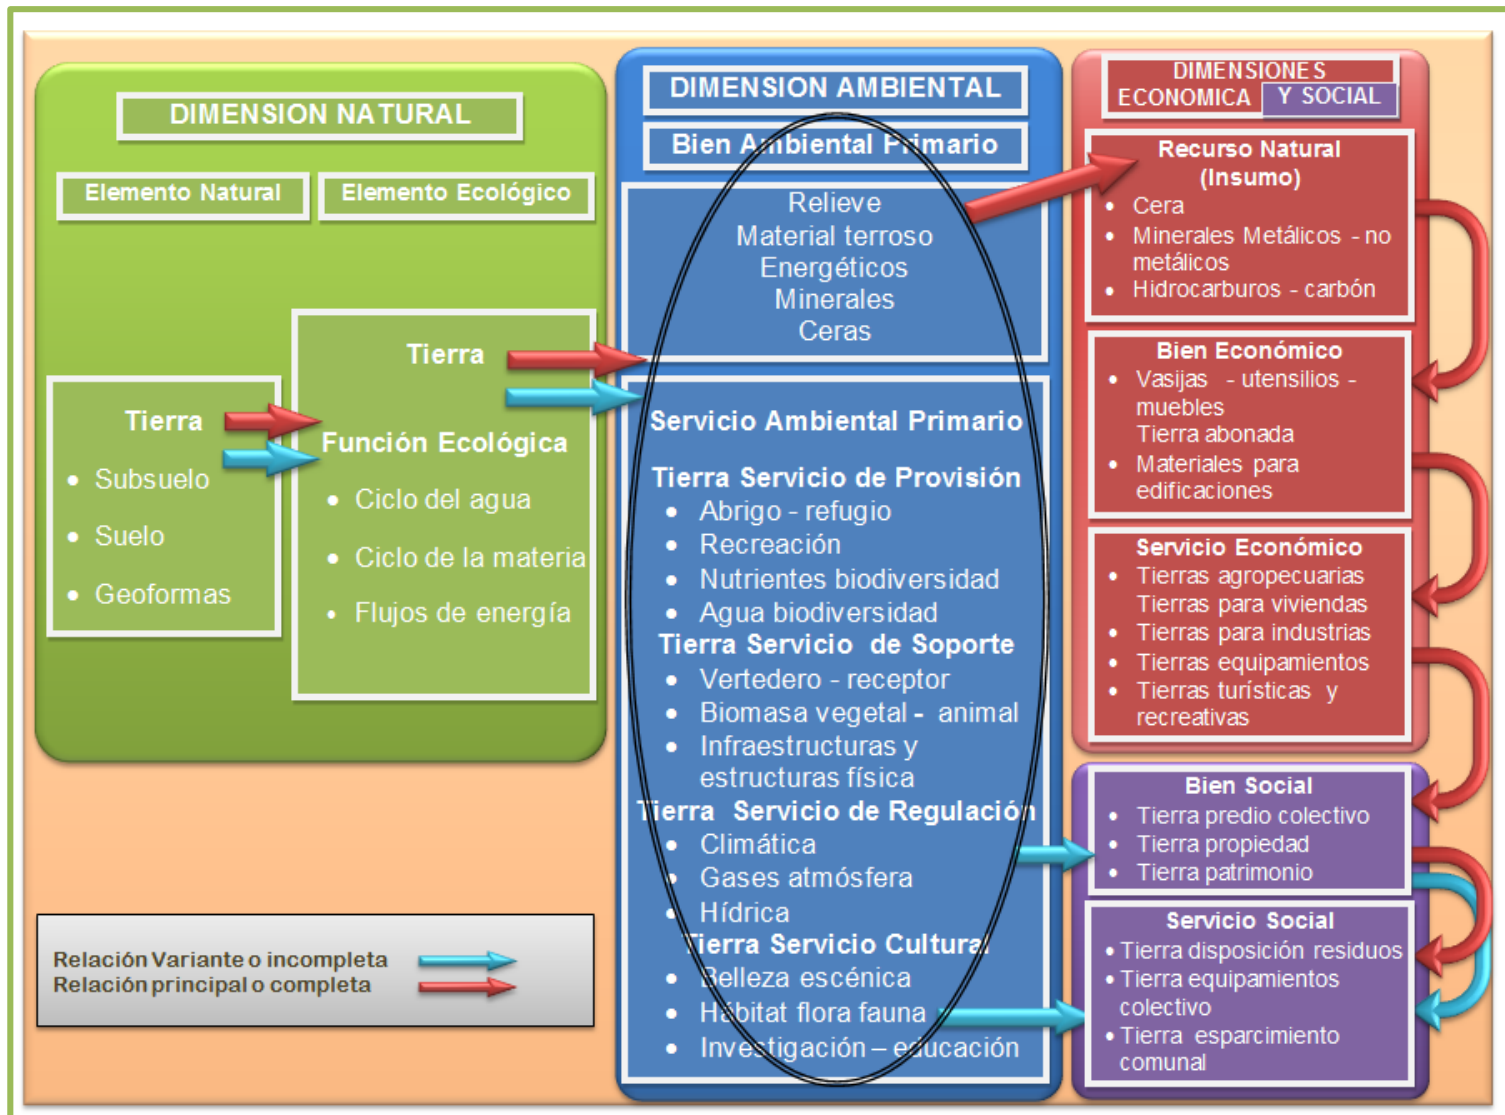 DIMENSION NATURAL
Elemento Natural
Elemento Ecológico
Tierra
• Subsuelo
• Suelo
• Geoformas
Tierra
Función Ecológica
• Ciclo del agua
• Ciclo de la materia
• Flujos de energía
Relación Variante o incompleta
Relación principal o completa
DIMENSION AMBIENTAL
Bien Ambiental Primario
Relieve
Material terroso
Energéticos
Minerales
Ceras
Servicio Ambiental Primario
Tierra Servicio de Provisión
• Abrigo - refugio
• Recreación
• Nutrientes biodiversidad
• Agua biodiversidad
Tierra Servicio de Soporte
• Vertedero - receptor
• Biomasa vegetal - animal
• Infraestructuras y
estructuras física
Tierra Servicio de Regulación
• Climática
• Gases atmósfera
• Hídrica
Tierra Servicio Cultural
• Belleza escénica
• Hábitat flora fauna
• Investigación – educación
DIMENSIONES
ECONOMICA Y SOCIAL
Recurso Natural
(Insumo)
• Cera
• Minerales Metálicos - no
metálicos
• Hidrocarburos - carbón
Bien Económico
• Vasijas - utensilios -
muebles
Tierra abonada
• Materiales para
edificaciones
Servicio Económico
• Tierras agropecuarias
Tierras para viviendas
• Tierras para industrias
• Tierras equipamientos
• Tierras turísticas y
recreativas
Bien Social
• Tierra predio colectivo
• Tierra propiedad
• Tierra patrimonio
Servicio Social
• Tierra disposición residuos
• Tierra equipamientos
colectivo
• Tierra esparcimiento
comunal